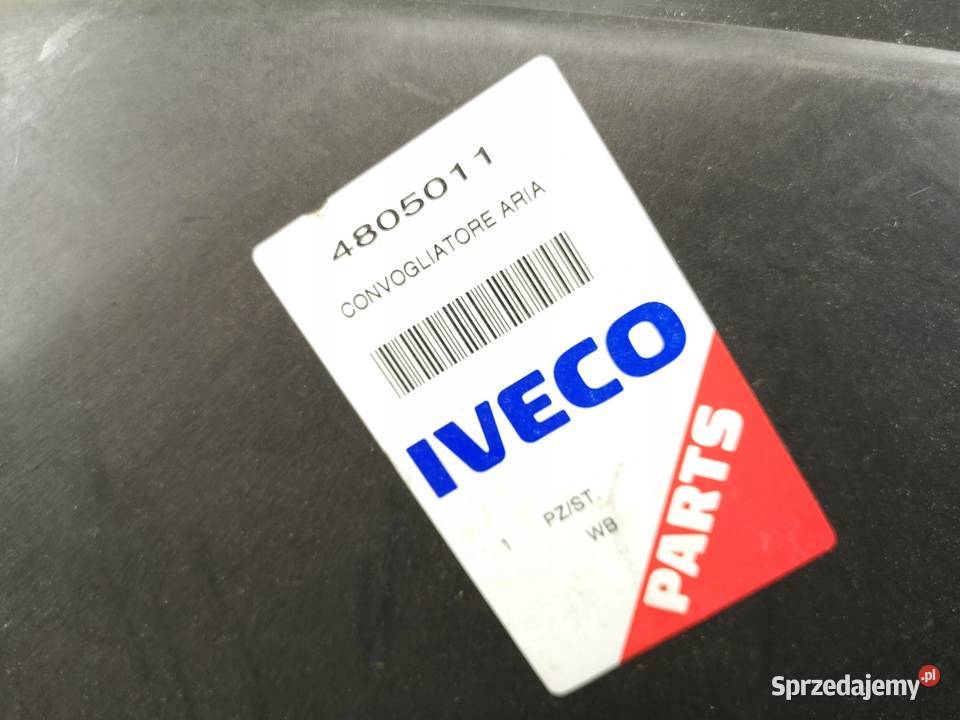 4805011
CONVOGLIATORE ARIA
IVECO
PARTS
1 PZ/ST.
WB
Sprzedajemy.pl